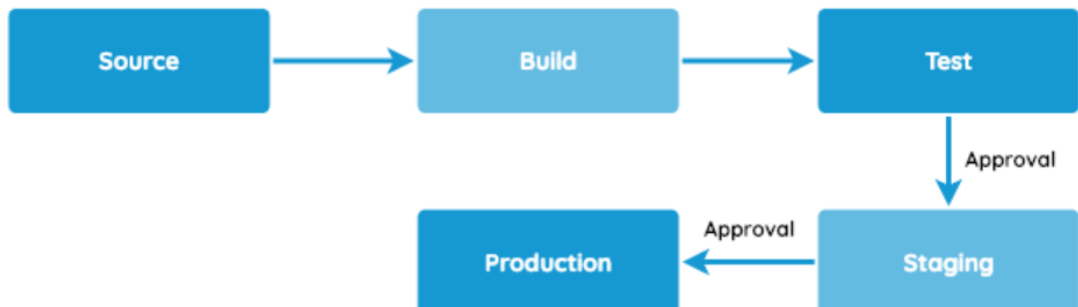 Source
Build
Test
Approval
Staging
Approval
Production